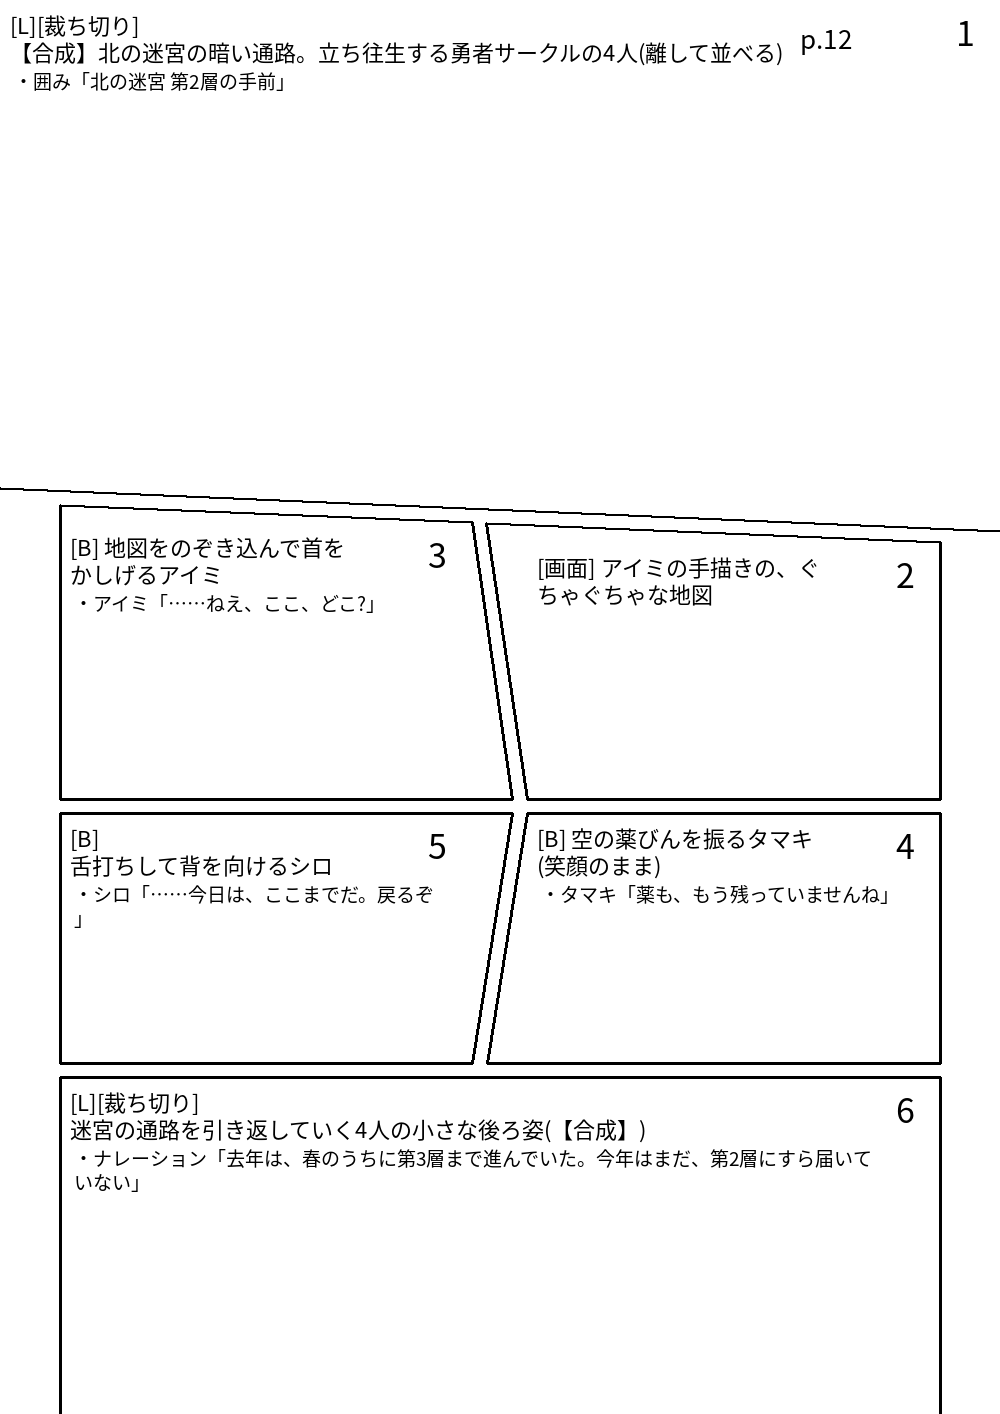 [L][裁ち切り]
【合成】北の迷宮の暗い通路。立ち往生する勇者サークルの4人(離して並べる)
・囲み「北の迷宮 第2層の手前」
p.12
1
[画面] アイミの手描きの、ぐ
ちゃぐちゃな地図
2
[B] 地図をのぞき込んで首を
かしげるアイミ
・アイミ「……ねえ、ここ、どこ?」
3
[B] 空の薬びんを振るタマキ
(笑顔のまま)
・タマキ「薬も、もう残っていませんね」
4
[B]
舌打ちして背を向けるシロ
・シロ「……今日は、ここまでだ。戻るぞ
」
5
[L][裁ち切り]
迷宮の通路を引き返していく4人の小さな後ろ姿(【合成】)
・ナレーション「去年は、春のうちに第3層まで進んでいた。今年はまだ、第2層にすら届いて
いない」
6